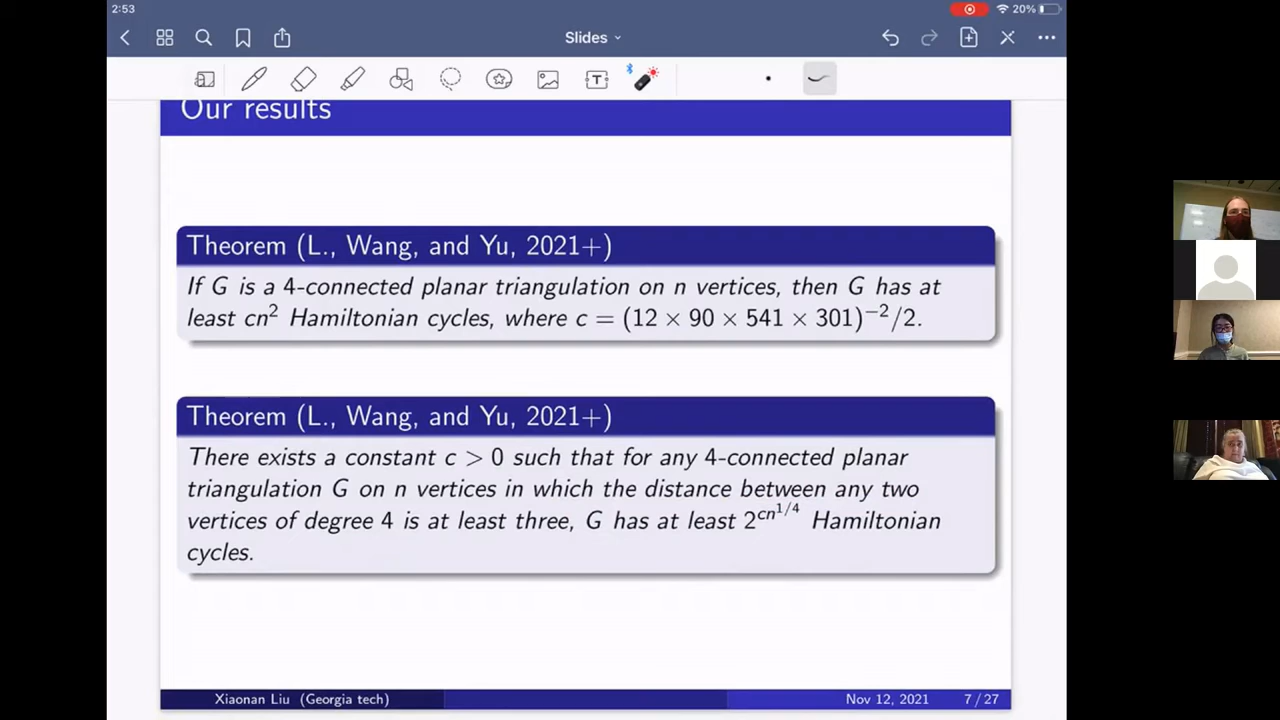 2:53
20%
Slides
Our results
Theorem (L., Wang, and Yu, 2021+)
If G is a 4-connected planar triangulation on n vertices, then G has at
least cn² Hamiltonian cycles, where c = (12 × 90 × 541 × 301)⁻²/2.
Theorem (L., Wang, and Yu, 2021+)
There exists a constant c > 0 such that for any 4-connected planar
triangulation G on n vertices in which the distance between any two
vertices of degree 4 is at least three, G has at least 2^{cn^{1/4}} Hamiltonian
cycles.
Xiaonan Liu (Georgia tech)
Nov 12, 2021
7 / 27